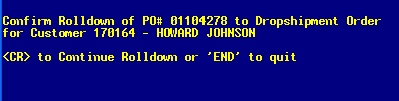 Confirm Rolldown of PO# 01104278 to Dropshipment Order
for Customer 170164 - HOWARD JOHNSON
<CR> to Continue Rolldown or 'END' to quit